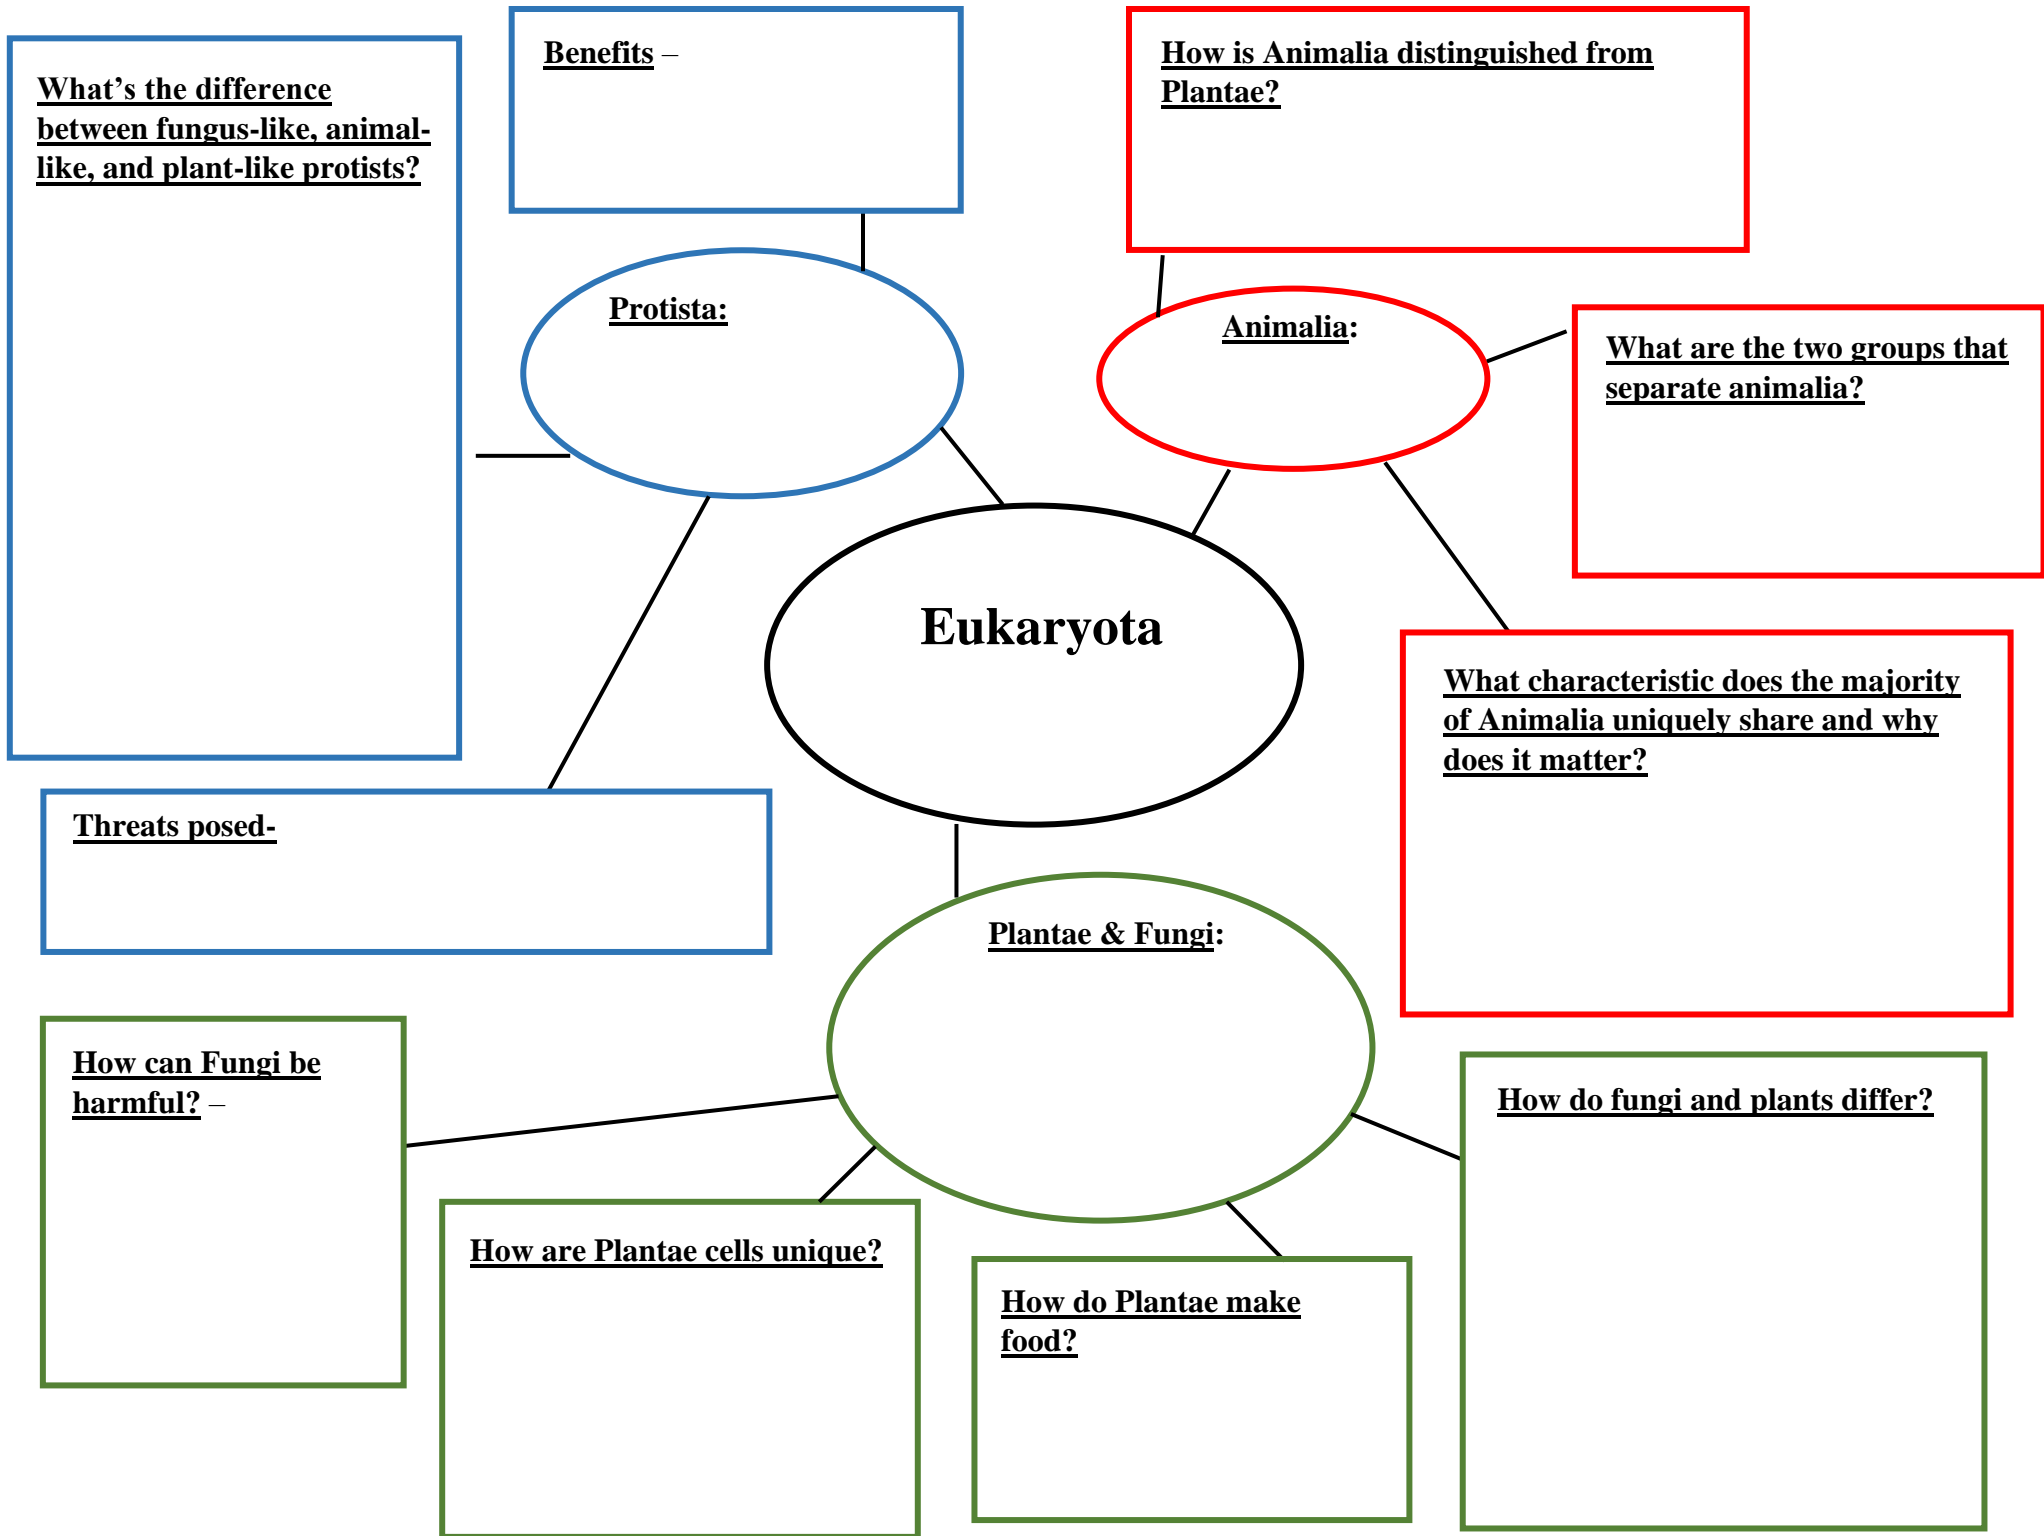 What’s the difference
between fungus-like, animal-
like, and plant-like protists?
Benefits –
How is Animalia distinguished from
Plantae?
Protista:
Animalia:
What are the two groups that
separate animalia?
Eukaryota
What characteristic does the majority
of Animalia uniquely share and why
does it matter?
Threats posed-
Plantae & Fungi:
How can Fungi be
harmful? –
How do fungi and plants differ?
How are Plantae cells unique?
How do Plantae make
food?